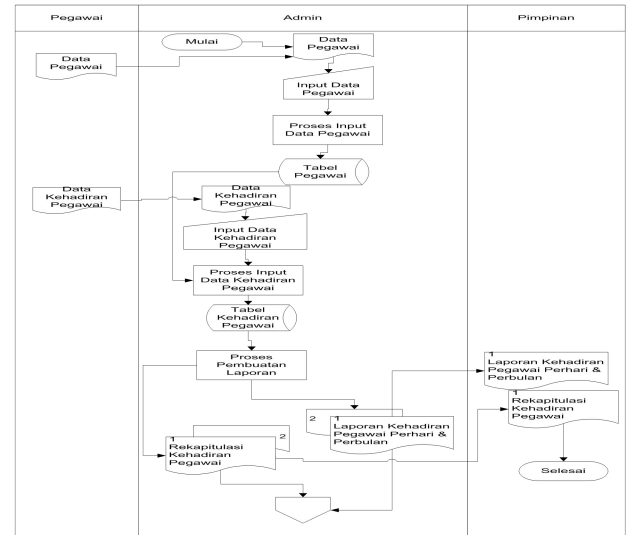 Pegawai
Admin
Pimpinan
Mulai
Data
Pegawai
Data
Pegawai
Input Data
Pegawai
Proses Input
Data Pegawai
Tabel
Pegawai
Data
Kehadiran
Pegawai
Data
Kehadiran
Pegawai
Input Data
Kehadiran
Pegawai
Proses Input
Data Kehadiran
Pegawai
Tabel
Kehadiran
Pegawai
Proses
Pembuatan
Laporan
1
Laporan Kehadiran
Pegawai Perhari &
Perbulan
1
Rekapitulasi
Kehadiran
Pegawai
2
1
Laporan Kehadiran
Pegawai Perhari &
Perbulan
2
1
Rekapitulasi
Kehadiran
Pegawai
Selesai